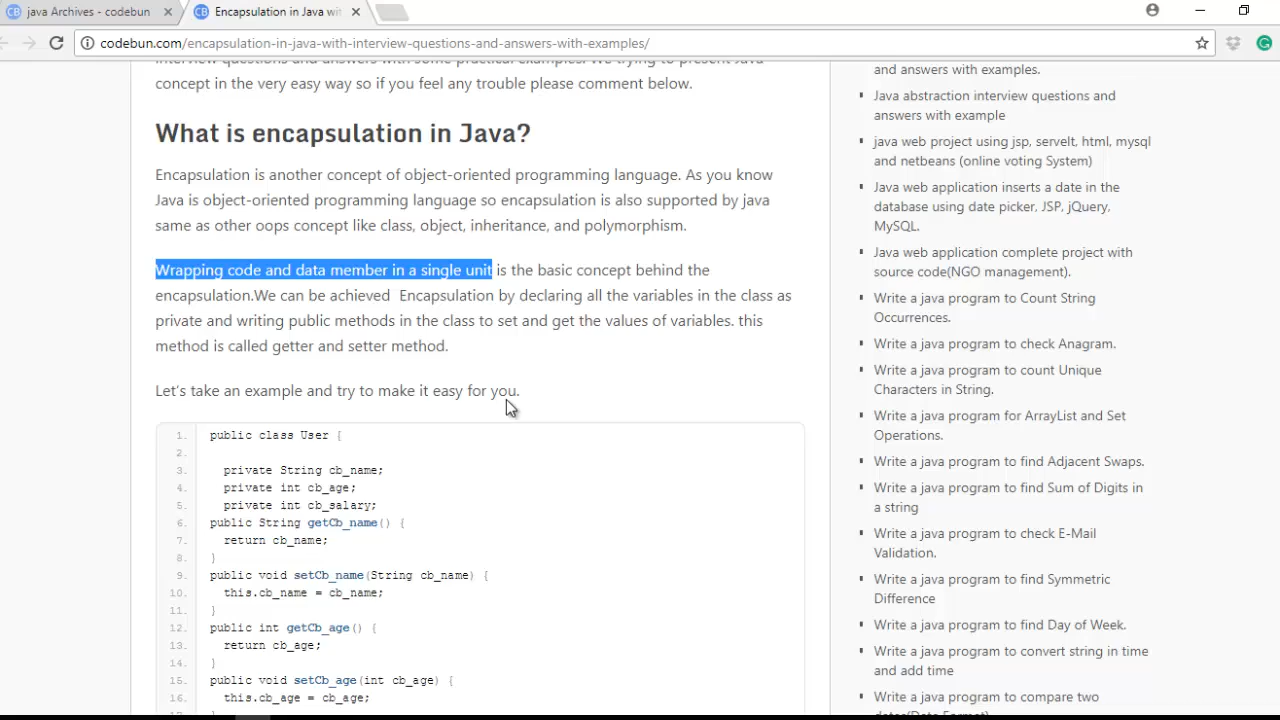 java Archives - codebun
Encapsulation in Java wit
codebun.com/encapsulation-in-java-with-interview-questions-and-answers-with-examples/
interview questions and answers with some practical examples. We trying to present Java
concept in the very easy way so if you feel any trouble please comment below.
What is encapsulation in Java?
Encapsulation is another concept of object-oriented programming language. As you know
Java is object-oriented programming language so encapsulation is also supported by java
same as other oops concept like class, object, inheritance, and polymorphism.
Wrapping code and data member in a single unit is the basic concept behind the
encapsulation.We can be achieved  Encapsulation by declaring all the variables in the class as
private and writing public methods in the class to set and get the values of variables. this
method is called getter and setter method.
Let's take an example and try to make it easy for you.
1. public class User {
2.
3. private String cb_name;
4. private int cb_age;
5. private int cb_salary;
6. public String getCb_name() {
7. return cb_name;
8. }
9. public void setCb_name(String cb_name) {
10. this.cb_name = cb_name;
11. }
12. public int getCb_age() {
13. return cb_age;
14. }
15. public void setCb_age(int cb_age) {
16. this.cb_age = cb_age;
and answers with examples.
Java abstraction interview questions and
answers with example
java web project using jsp, servelt, html, mysql
and netbeans (online voting System)
Java web application inserts a date in the
database using date picker, JSP, jQuery,
MySQL.
Java web application complete project with
source code(NGO management).
Write a java program to Count String
Occurrences.
Write a java program to check Anagram.
Write a java program to count Unique
Characters in String.
Write a java program for ArrayList and Set
Operations.
Write a java program to find Adjacent Swaps.
Write a java program to find Sum of Digits in
a string
Write a java program to check E-Mail
Validation.
Write a java program to find Symmetric
Difference
Write a java program to find Day of Week.
Write a java program to convert string in time
and add time
Write a java program to compare two